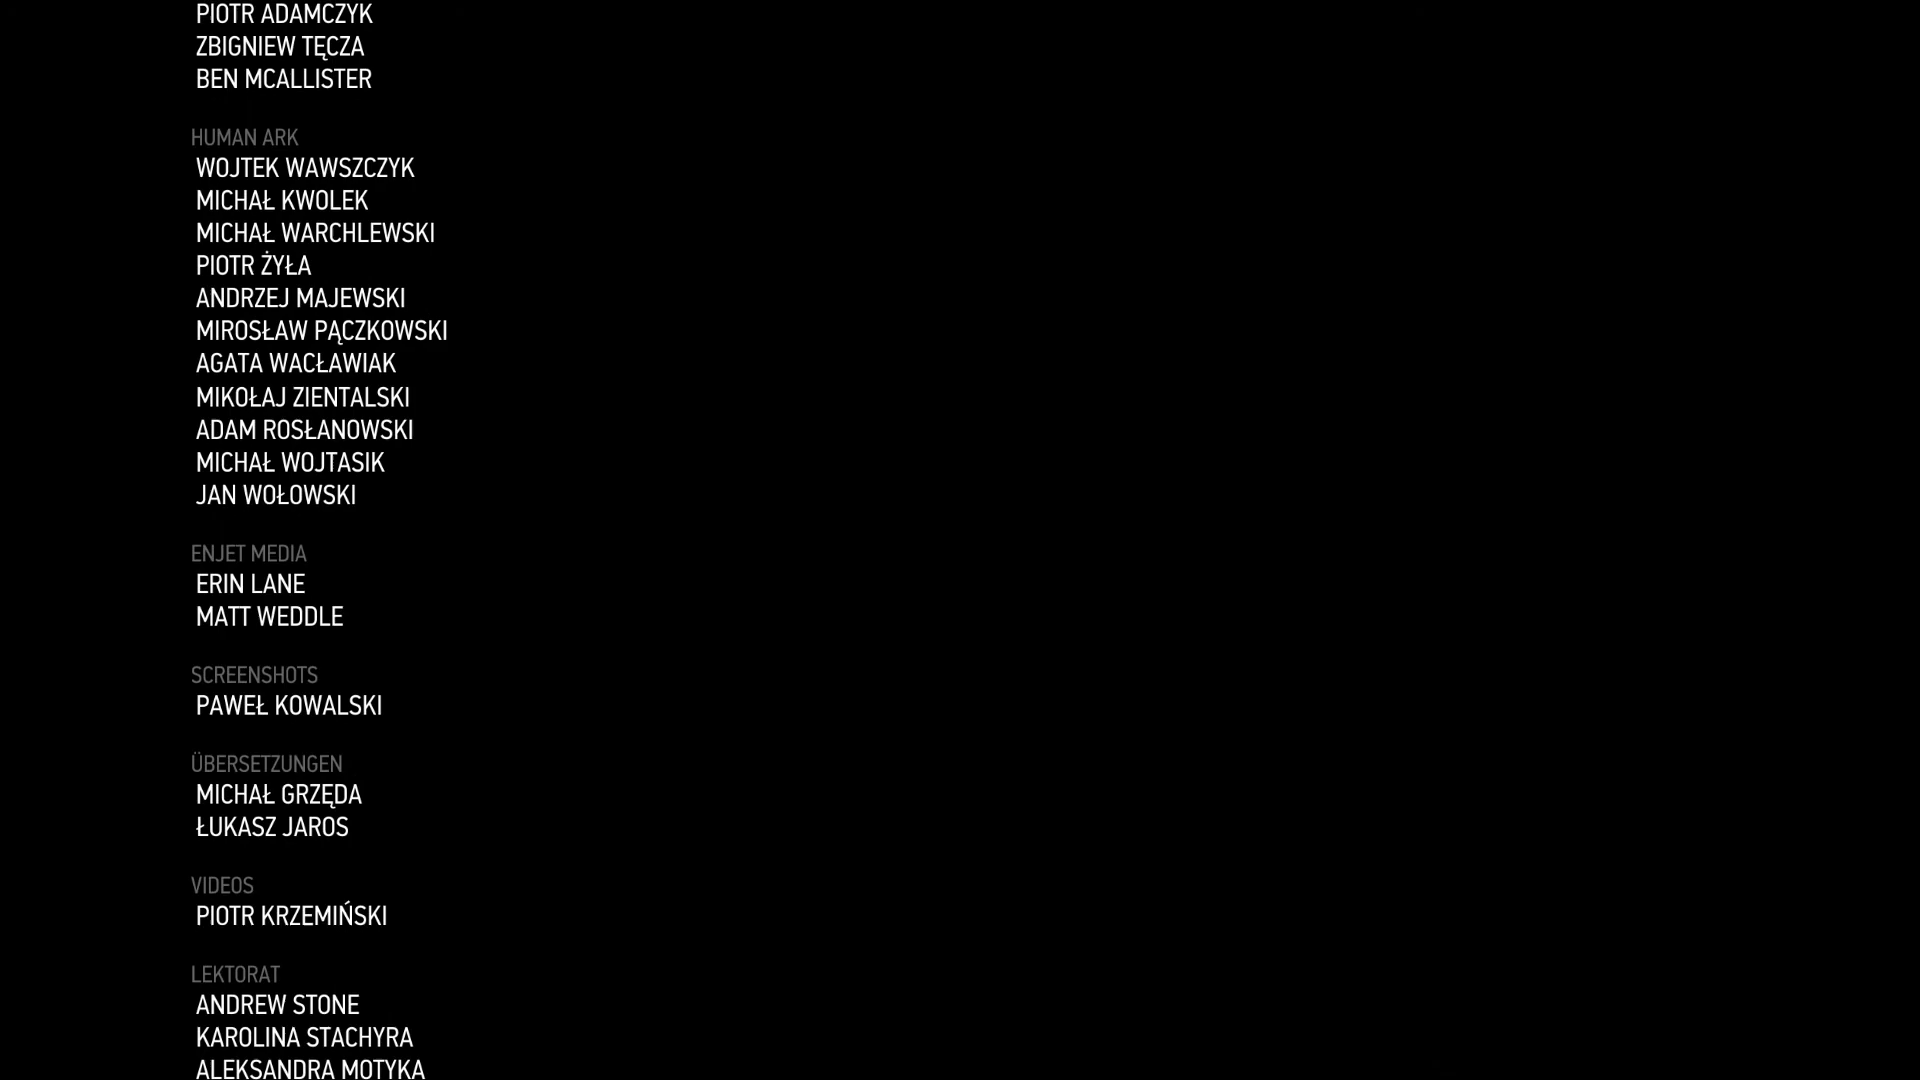 PIOTR ADAMCZYK
ZBIGNIEW TĘCZA
BEN MCALLISTER
HUMAN ARK
WOJTEK WAWSZCZYK
MICHAŁ KWOLEK
MICHAŁ WARCHLEWSKI
PIOTR ŻYŁA
ANDRZEJ MAJEWSKI
MIROSŁAW PĄCZKOWSKI
AGATA WACŁAWIAK
MIKOŁAJ ZIENTALSKI
ADAM ROSŁANOWSKI
MICHAŁ WOJTASIK
JAN WOŁOWSKI
ENJET MEDIA
ERIN LANE
MATT WEDDLE
SCREENSHOTS
PAWEŁ KOWALSKI
ÜBERSETZUNGEN
MICHAŁ GRZĘDA
ŁUKASZ JAROS
VIDEOS
PIOTR KRZEMIŃSKI
LEKTORAT
ANDREW STONE
KAROLINA STACHYRA
ALEKSANDRA MOTYKA